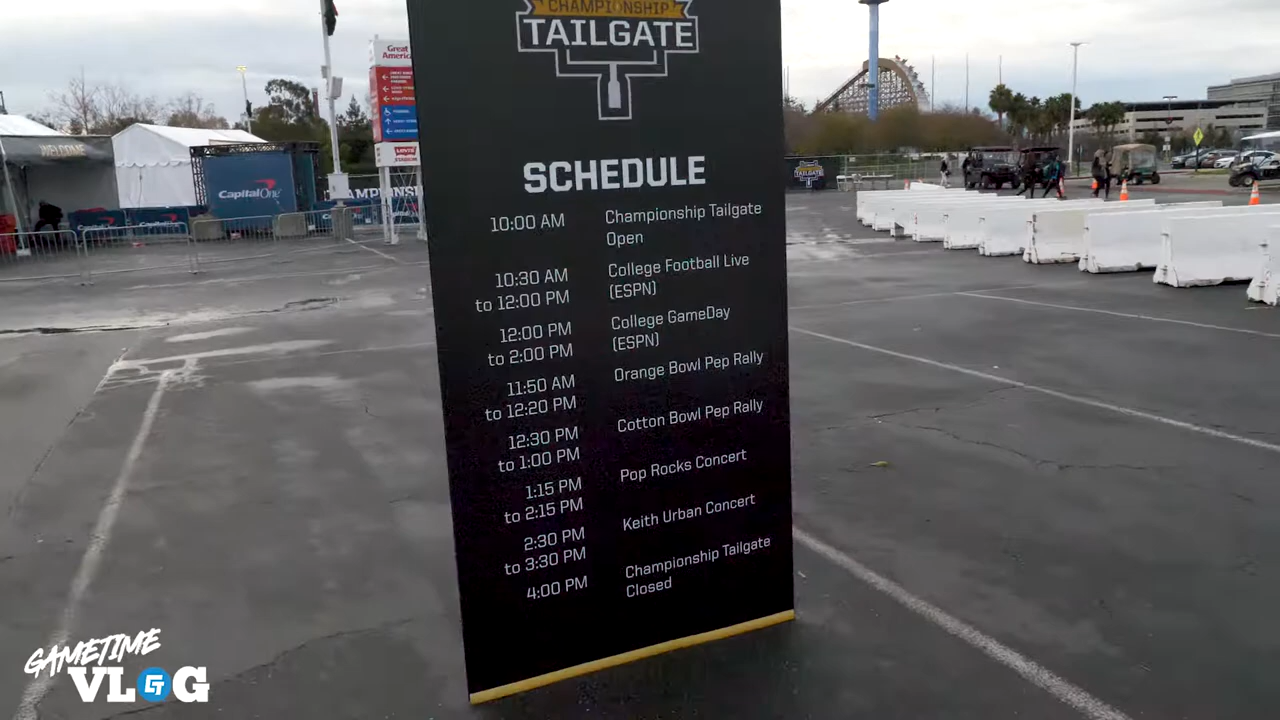 CHAMPIONSHIP
TAILGATE
SCHEDULE
10:00 AM Championship Tailgate
Open
10:30 AM College Football Live
to 12:00 PM (ESPN)
12:00 PM College GameDay
to 2:00 PM (ESPN)
11:50 AM Orange Bowl Pep Rally
to 12:20 PM
12:30 PM Cotton Bowl Pep Rally
to 1:00 PM
1:15 PM Pop Rocks Concert
to 2:15 PM
2:30 PM Keith Urban Concert
to 3:30 PM
4:00 PM Championship Tailgate
Closed
Great
America
LEVI'S
STADIUM
WELCOME
Capital One
TAILGATE
GAMETIME
VLOG
GT